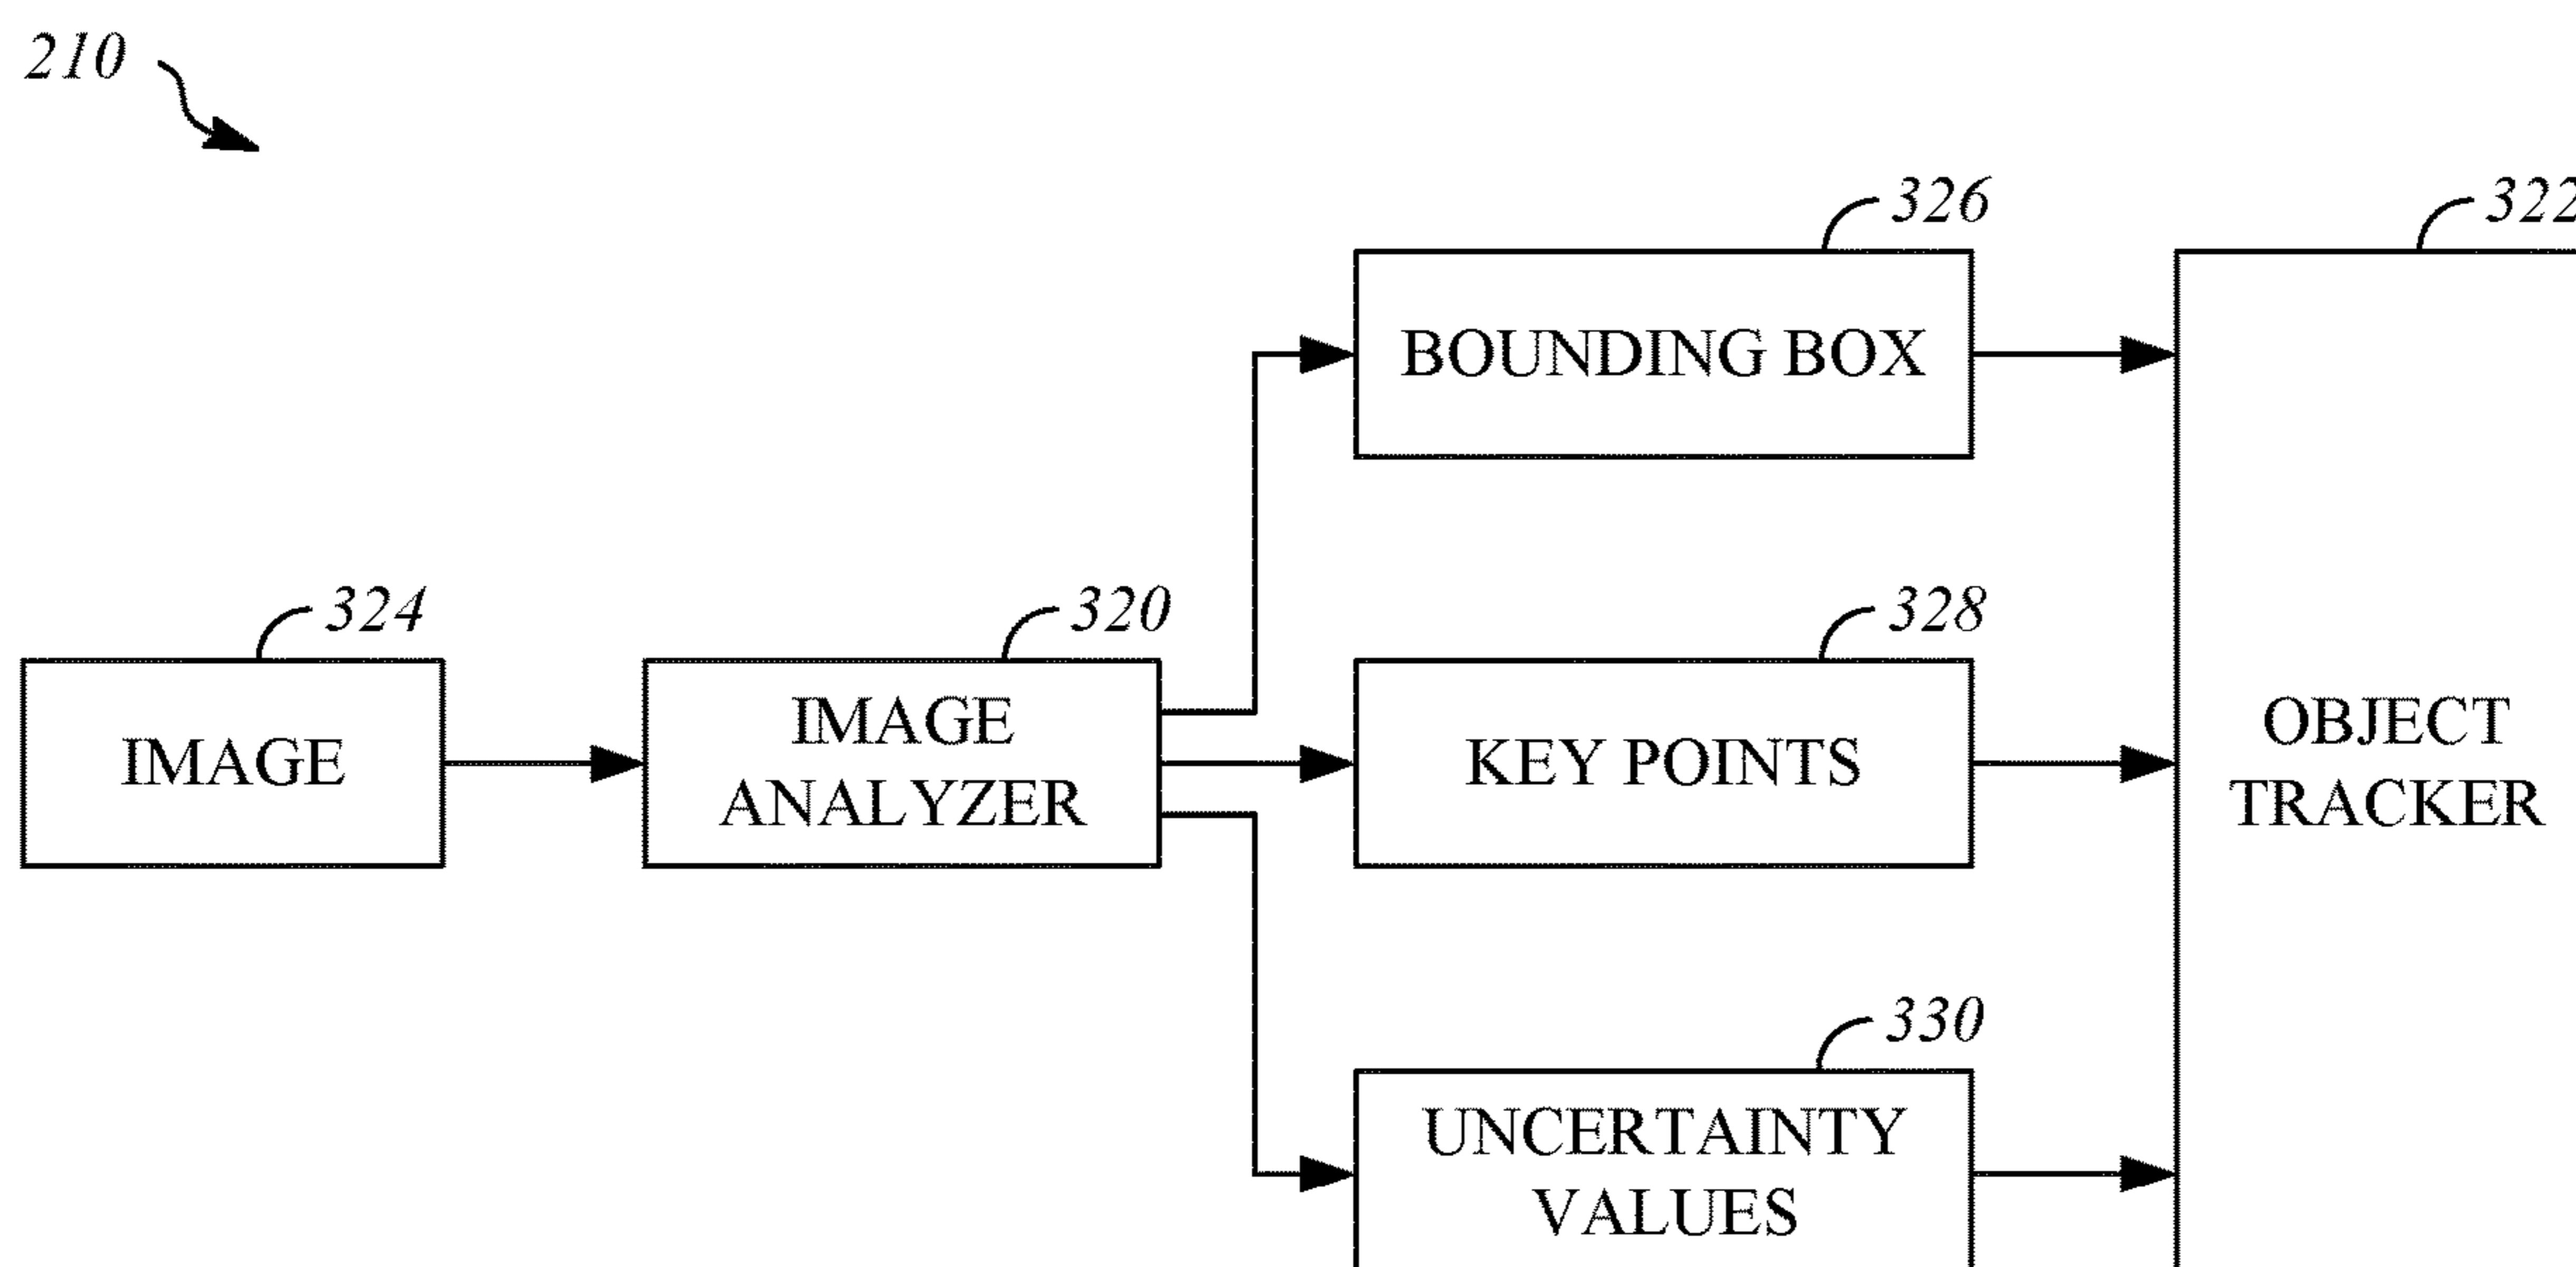 210
326
322
BOUNDING BOX
324
320
328
IMAGE
IMAGE
ANALYZER
KEY POINTS
OBJECT
TRACKER
330
UNCERTAINTY
VALUES